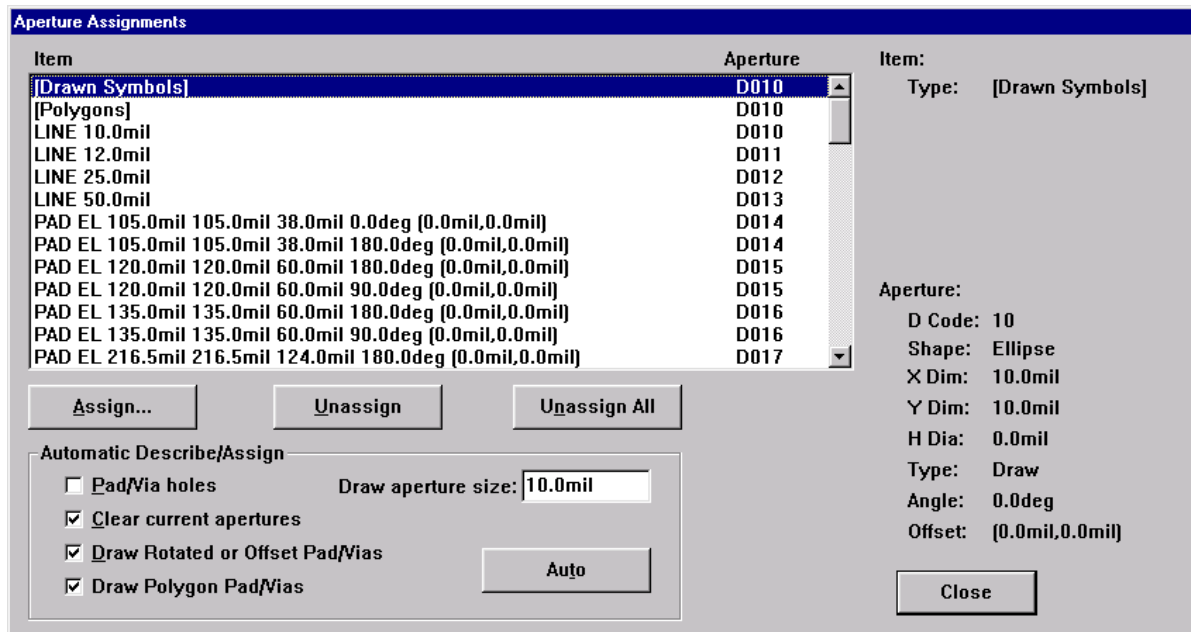 Aperture Assignments
Item Aperture
[Drawn Symbols] D010
[Polygons] D010
LINE 10.0mil D010
LINE 12.0mil D011
LINE 25.0mil D012
LINE 50.0mil D013
PAD EL 105.0mil 105.0mil 38.0mil 0.0deg (0.0mil,0.0mil) D014
PAD EL 105.0mil 105.0mil 38.0mil 180.0deg (0.0mil,0.0mil) D014
PAD EL 120.0mil 120.0mil 60.0mil 180.0deg (0.0mil,0.0mil) D015
PAD EL 120.0mil 120.0mil 60.0mil 90.0deg (0.0mil,0.0mil) D015
PAD EL 135.0mil 135.0mil 60.0mil 180.0deg (0.0mil,0.0mil) D016
PAD EL 135.0mil 135.0mil 60.0mil 90.0deg (0.0mil,0.0mil) D016
PAD EL 216.5mil 216.5mil 124.0mil 180.0deg (0.0mil,0.0mil) D017
Assign... Unassign Unassign All
Automatic Describe/Assign
Pad/Via holes Draw aperture size: 10.0mil
Clear current apertures
Draw Rotated or Offset Pad/Vias
Draw Polygon Pad/Vias
Auto
Item:
Type: [Drawn Symbols]
Aperture:
D Code: 10
Shape: Ellipse
X Dim: 10.0mil
Y Dim: 10.0mil
H Dia: 0.0mil
Type: Draw
Angle: 0.0deg
Offset: (0.0mil,0.0mil)
Close